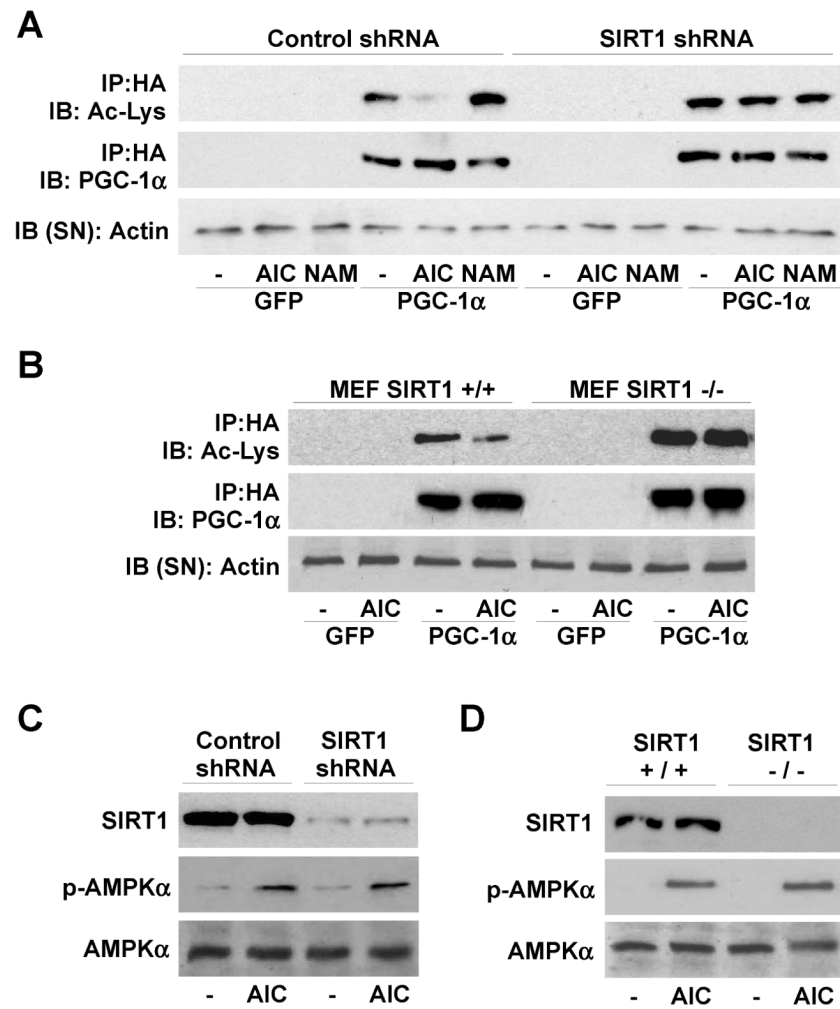 A
Control shRNA SIRT1 shRNA
IP:HA
IB: Ac-Lys
IP:HA
IB: PGC-1α
IB (SN): Actin
- AIC NAM - AIC NAM - AIC NAM - AIC NAM
GFP PGC-1α GFP PGC-1α
B
MEF SIRT1 +/+ MEF SIRT1 -/-
IP:HA
IB: Ac-Lys
IP:HA
IB: PGC-1α
IB (SN): Actin
- AIC - AIC - AIC - AIC
GFP PGC-1α GFP PGC-1α
C
Control SIRT1
shRNA shRNA
SIRT1
p-AMPKα
AMPKα
- AIC - AIC
D
SIRT1 SIRT1
+ / + - / -
SIRT1
p-AMPKα
AMPKα
- AIC - AIC